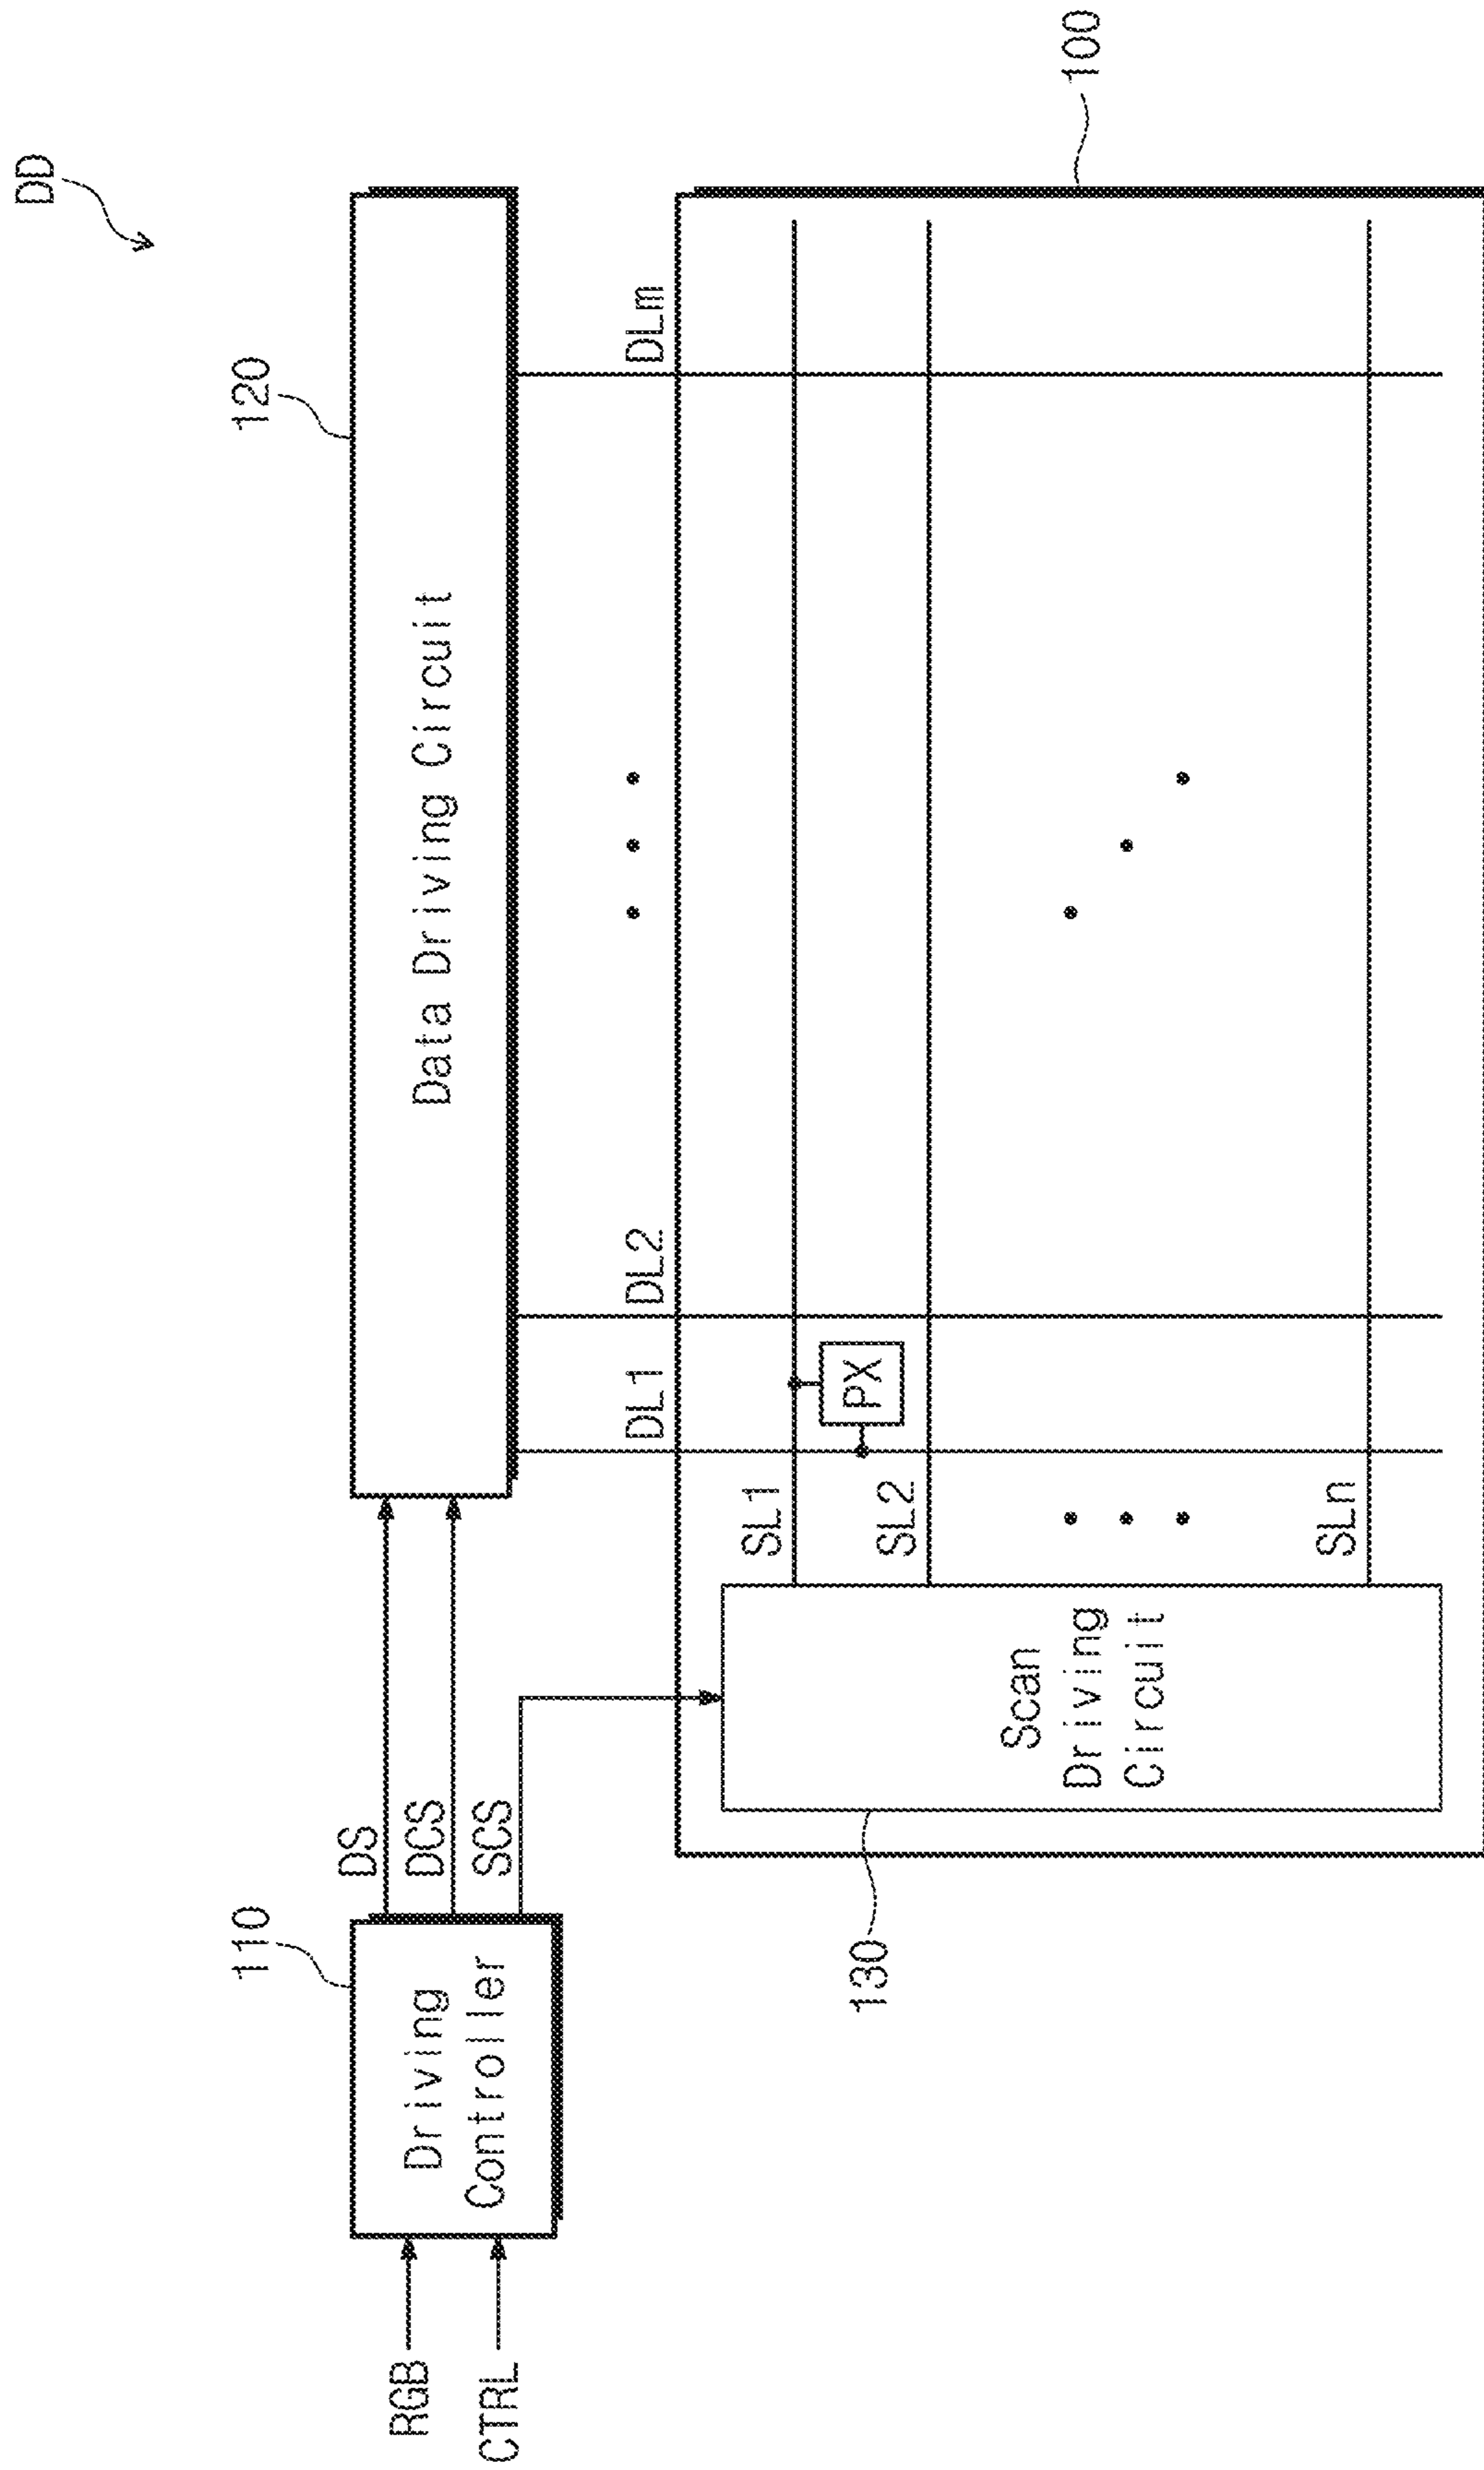 DD
110
120
RGB
CTRL
Driving
Controller
DS
DCS
SCS
Data Driving Circuit
DL1
DL2
DLm
100
130
Scan
Driving
Circuit
SL1
SL2
SLn
PX